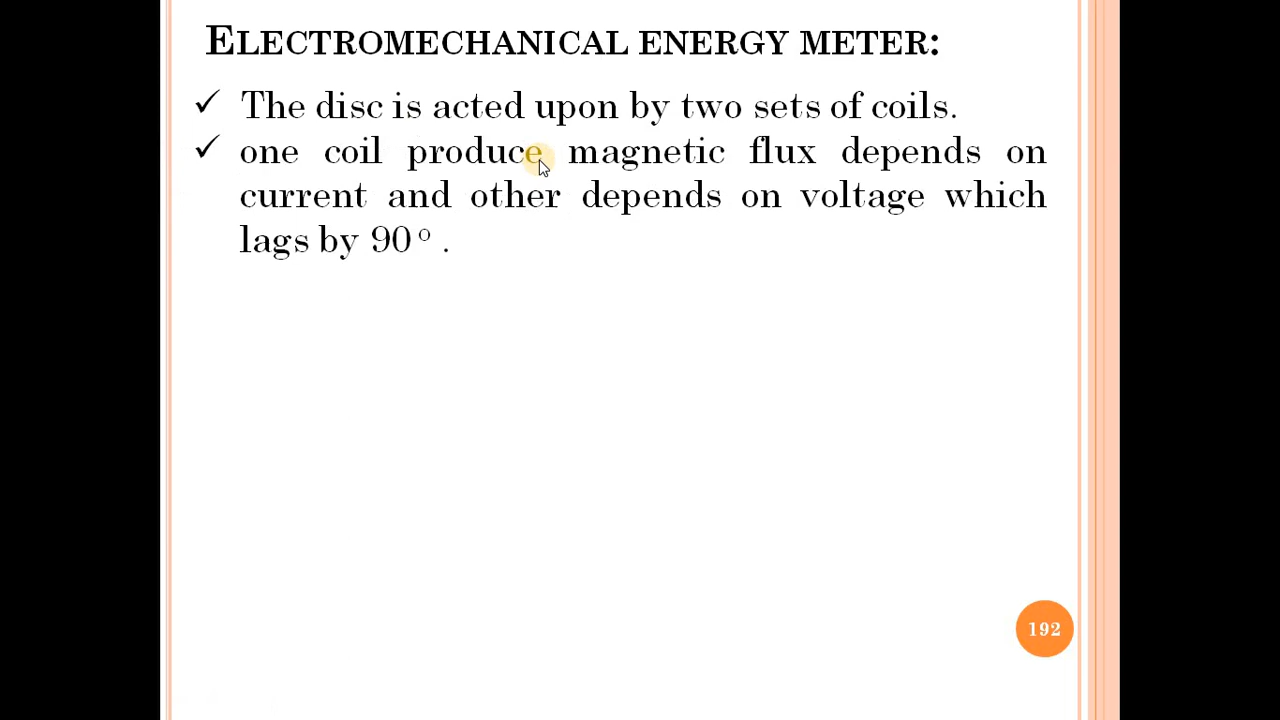 ELECTROMECHANICAL ENERGY METER:
✓ The disc is acted upon by two sets of coils.
✓ one coil produce magnetic flux depends on
current and other depends on voltage which
lags by 90° .
192